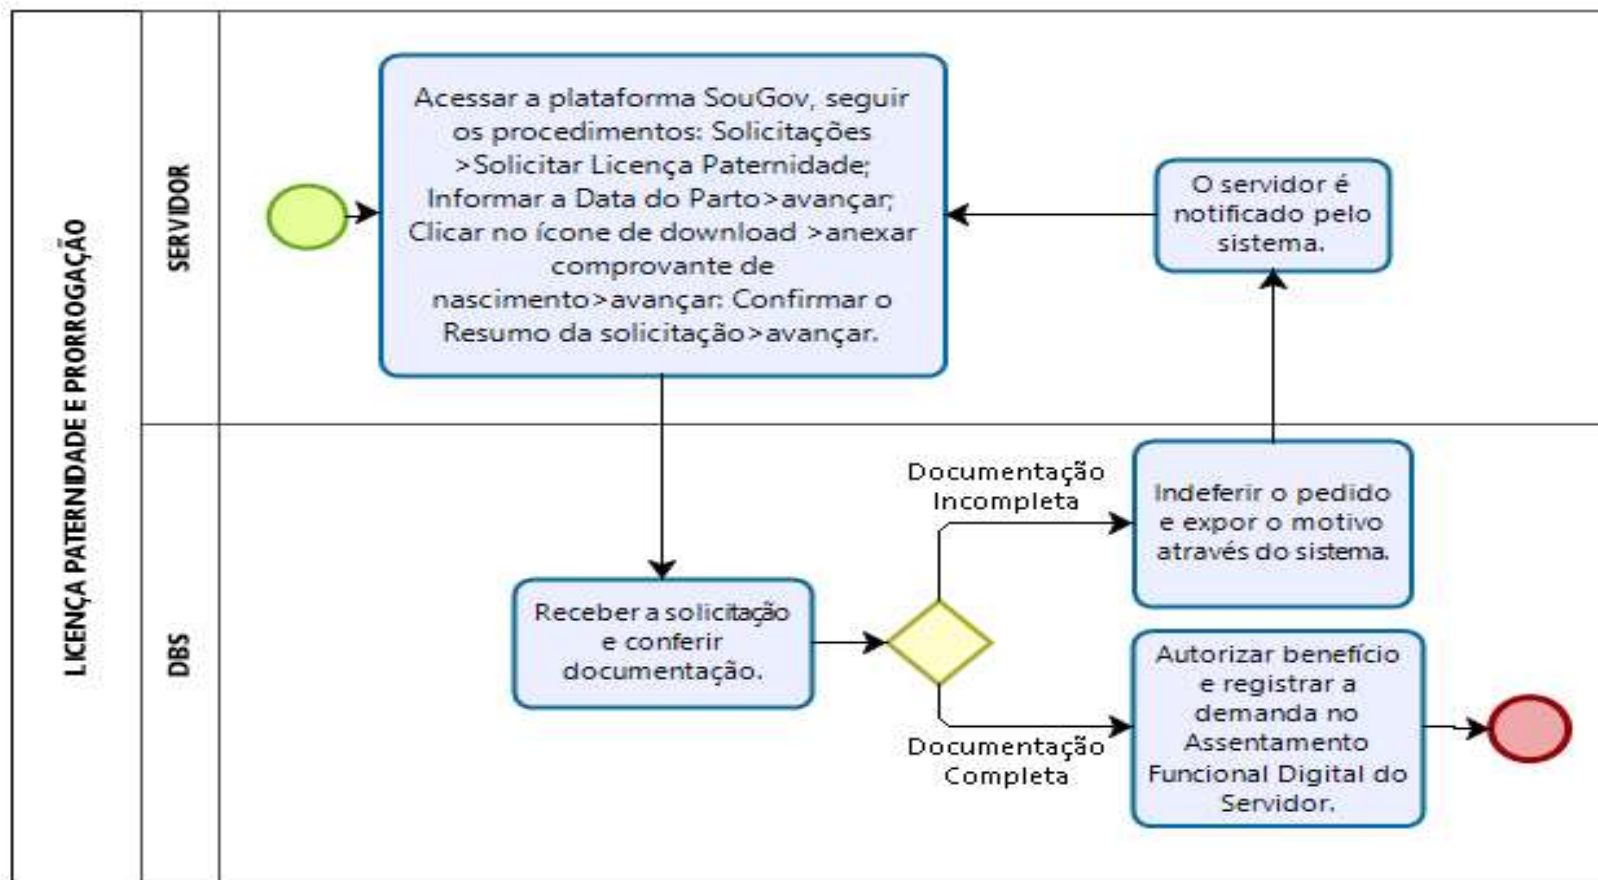 LICENÇA PATERNIDADE E PRORROGAÇÃO
SERVIDOR
Acessar a plataforma SouGov, seguir
os procedimentos: Solicitações
>Solicitar Licença Paternidade;
Informar a Data do Parto>avançar;
Clicar no ícone de download >anexar
comprovante de
nascimento>avançar: Confirmar o
Resumo da solicitação>avançar.
O servidor é
notificado pelo
sistema.
DBS
Receber a solicitação
e conferir
documentação.
Documentação
Incompleta
Indeferir o pedido
e expor o motivo
através do sistema.
Documentação
Completa
Autorizar benefício
e registrar a
demanda no
Assentamento
Funcional Digital do
Servidor.